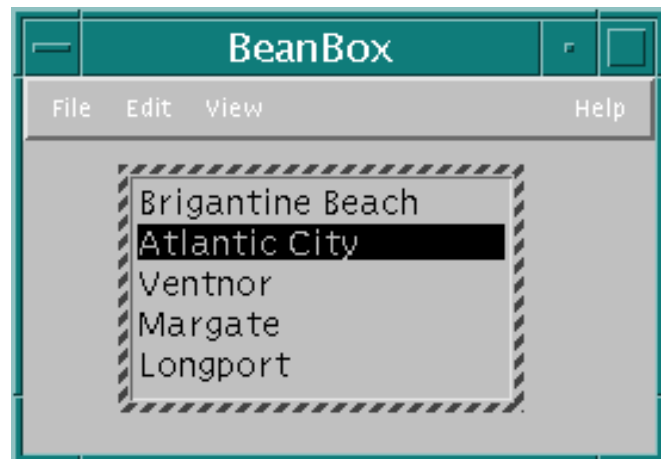 BeanBox
File Edit View Help
Brigantine Beach
Atlantic City
Ventnor
Margate
Longport